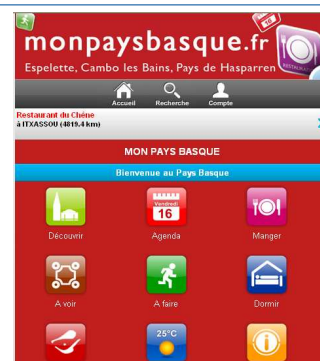 monpaysbasque.fr
Espelette, Cambo les Bains, Pays de Hasparren
Accueil Recherche Compte
Restaurant du Chêne
à ITXASSOU (4819.4 km)
MON PAYS BASQUE
Bienvenue au Pays Basque
Vendredi
16
Découvrir Agenda Manger
A voir A faire Dormir
25°C